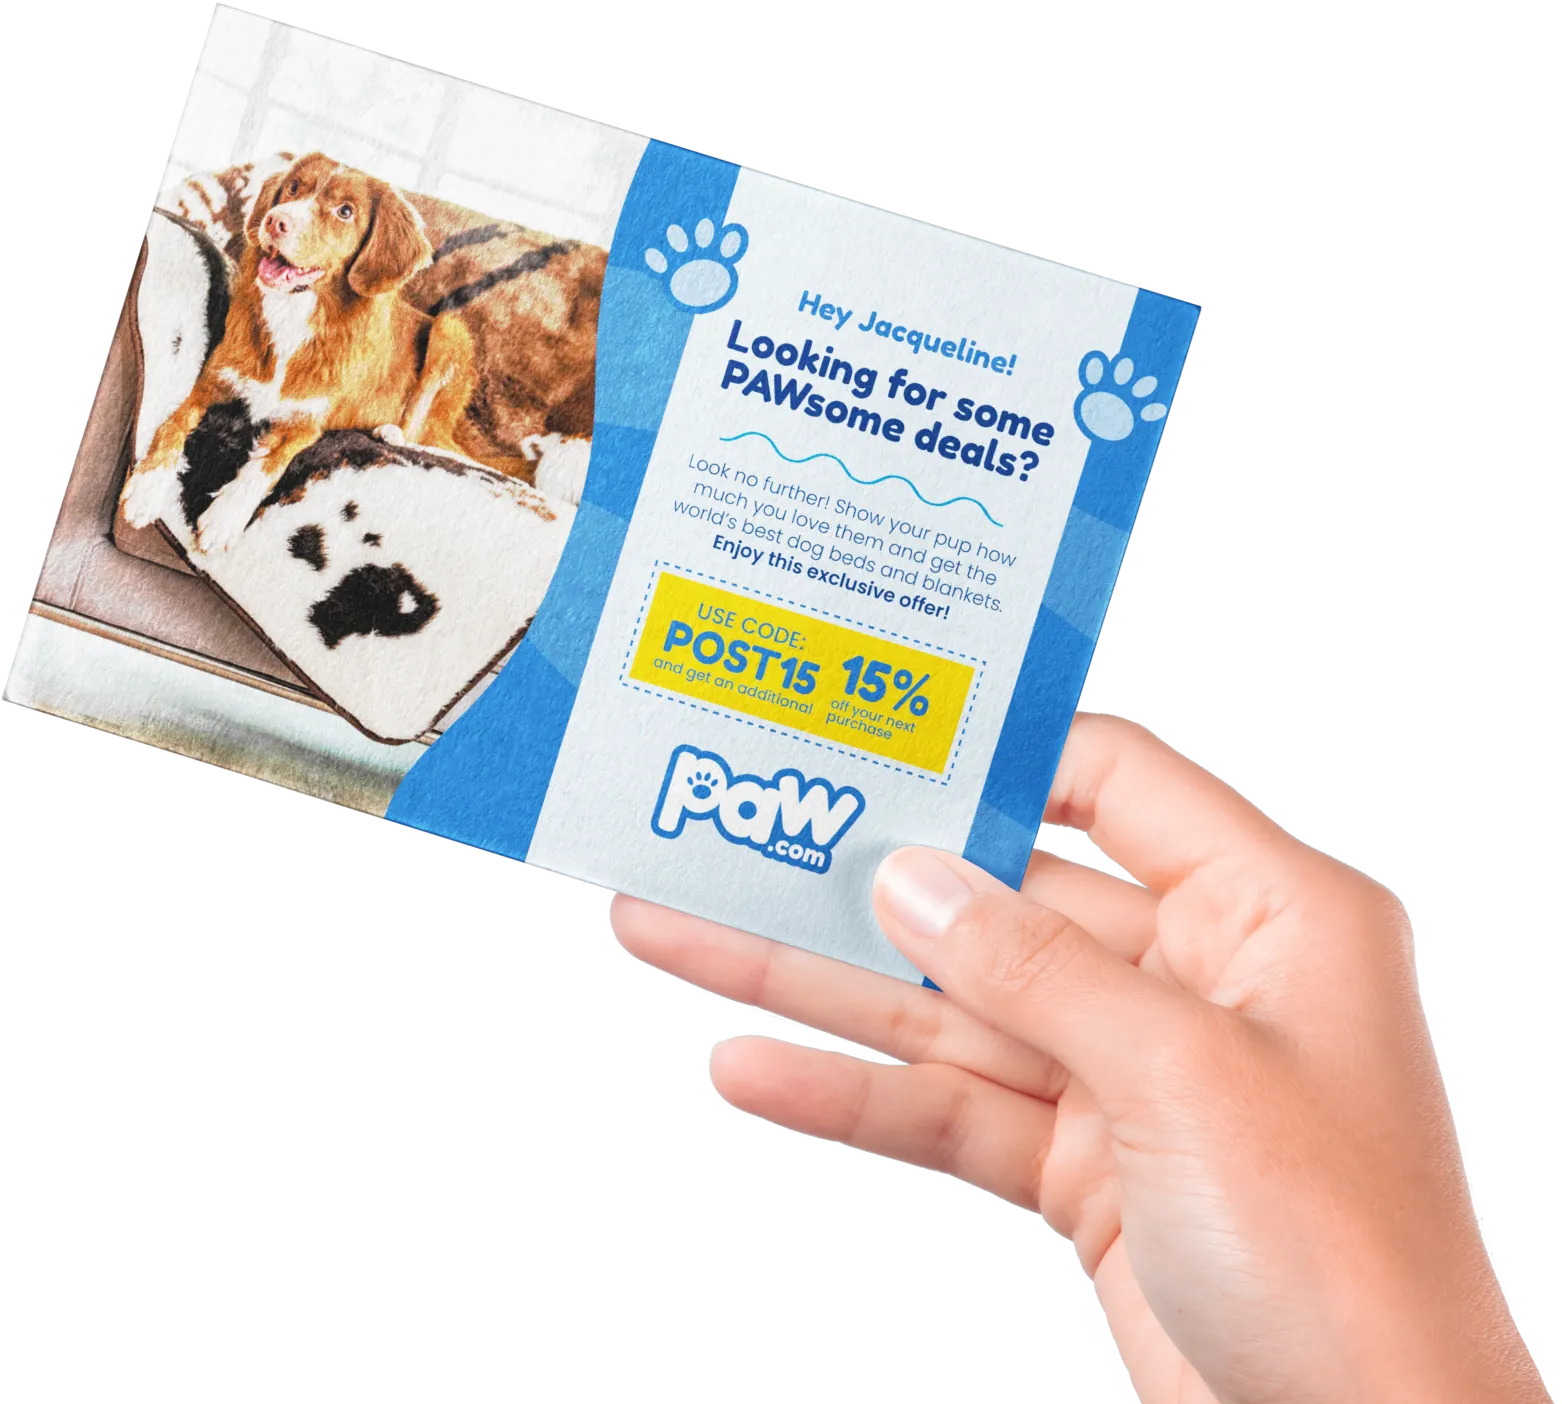 Hey Jacqueline!
Looking for some
PAWsome deals?
Look no further! Show your pup how
much you love them and get the
world's best dog beds and blankets.
Enjoy this exclusive offer!
USE CODE:
POST15
and get an additional
15%
off your next
purchase
paw
.com